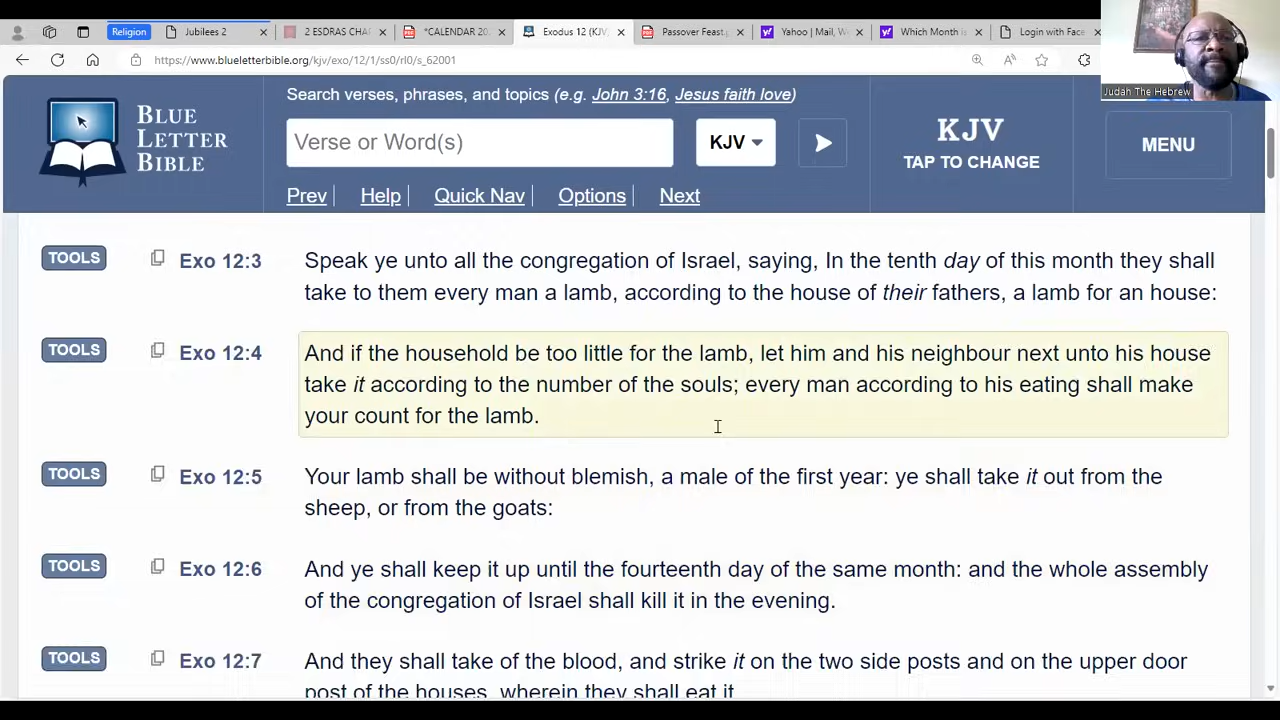 Religion
Jubilees 2
2 ESDRAS CHA
*CALENDAR 20
Exodus 12 (KJV
Passover Feast
Yahoo | Mail, W
Which Month is
Login with Face
https://www.blueletterbible.org/kjv/exo/12/1/ss0/rl0/s_62001
Judah The Hebrew
BLUE
LETTER
BIBLE
Search verses, phrases, and topics (e.g. John 3:16, Jesus faith love)
Verse or Word(s)
KJV
KJV
TAP TO CHANGE
MENU
Prev
Help
Quick Nav
Options
Next
TOOLS Exo 12:3 Speak ye unto all the congregation of Israel, saying, In the tenth day of this month they shall
take to them every man a lamb, according to the house of their fathers, a lamb for an house:
TOOLS Exo 12:4 And if the household be too little for the lamb, let him and his neighbour next unto his house
take it according to the number of the souls; every man according to his eating shall make
your count for the lamb.
TOOLS Exo 12:5 Your lamb shall be without blemish, a male of the first year: ye shall take it out from the
sheep, or from the goats:
TOOLS Exo 12:6 And ye shall keep it up until the fourteenth day of the same month: and the whole assembly
of the congregation of Israel shall kill it in the evening.
TOOLS Exo 12:7 And they shall take of the blood, and strike it on the two side posts and on the upper door
post of the houses, wherein they shall eat it